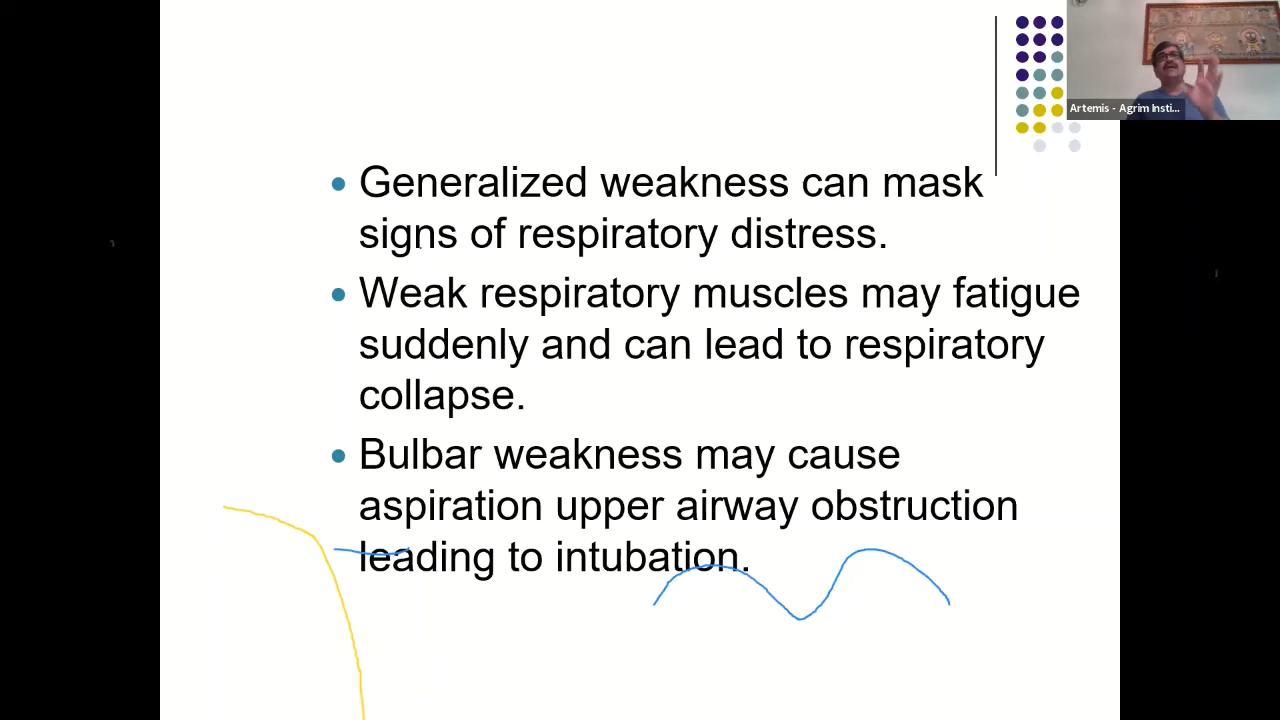 Artemis - Agrim Insti...
• Generalized weakness can mask
signs of respiratory distress.
• Weak respiratory muscles may fatigue
suddenly and can lead to respiratory
collapse.
• Bulbar weakness may cause
aspiration upper airway obstruction
leading to intubation.